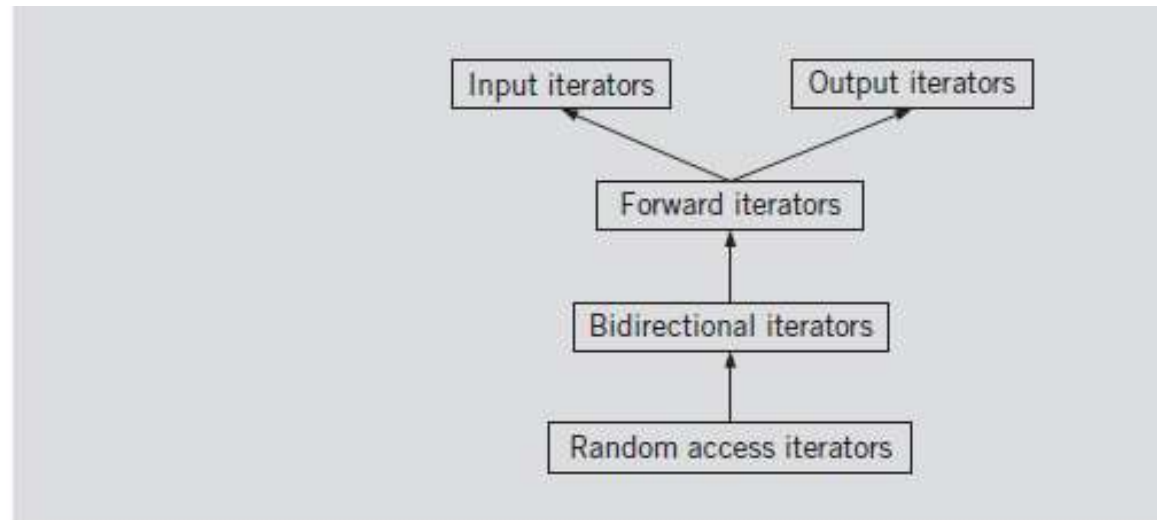 Input iterators
Output iterators
Forward iterators
Bidirectional iterators
Random access iterators